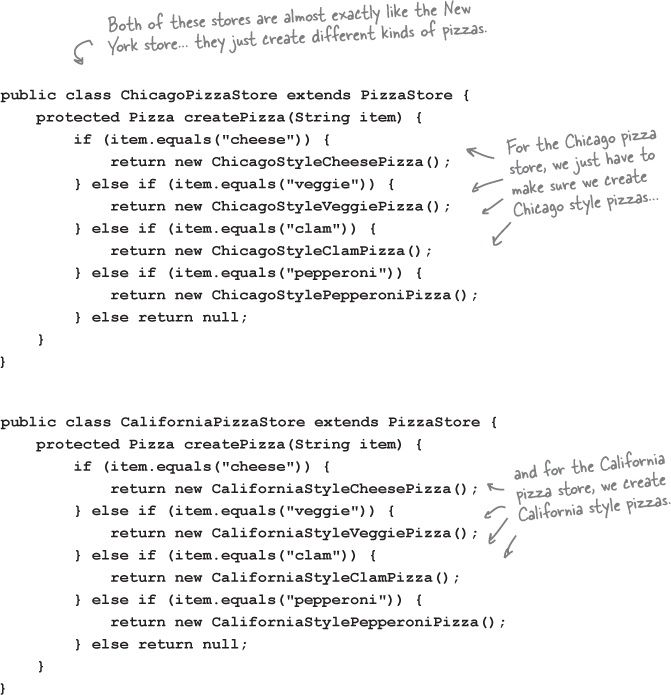 Both of these stores are almost exactly like the New
York store... they just create different kinds of pizzas.
public class ChicagoPizzaStore extends PizzaStore {
    protected Pizza createPizza(String item) {
        if (item.equals("cheese")) {
            return new ChicagoStyleCheesePizza();
        } else if (item.equals("veggie")) {
            return new ChicagoStyleVeggiePizza();
        } else if (item.equals("clam")) {
            return new ChicagoStyleClamPizza();
        } else if (item.equals("pepperoni")) {
            return new ChicagoStylePepperoniPizza();
        } else return null;
    }
}
For the Chicago pizza
store, we just have to
make sure we create
Chicago style pizzas...
public class CaliforniaPizzaStore extends PizzaStore {
    protected Pizza createPizza(String item) {
        if (item.equals("cheese")) {
            return new CaliforniaStyleCheesePizza();
        } else if (item.equals("veggie")) {
            return new CaliforniaStyleVeggiePizza();
        } else if (item.equals("clam")) {
            return new CaliforniaStyleClamPizza();
        } else if (item.equals("pepperoni")) {
            return new CaliforniaStylePepperoniPizza();
        } else return null;
    }
}
and for the California
pizza store, we create
California style pizzas.